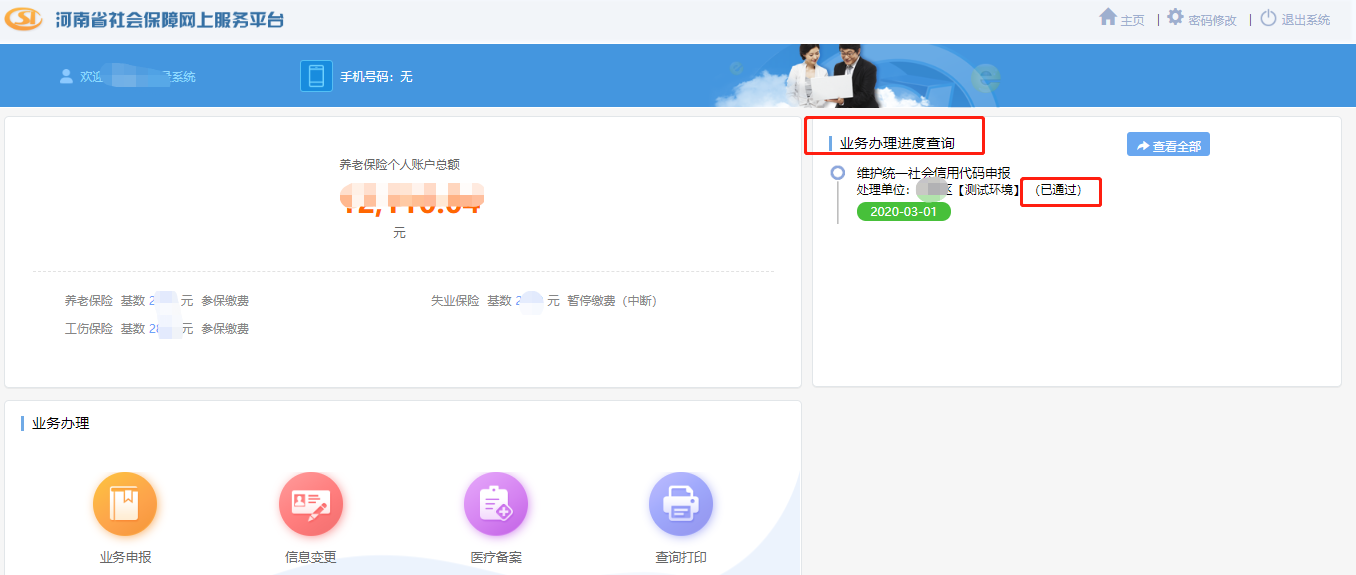 河南省社会保障网上服务平台
主页 | 密码修改 | 退出系统
欢迎 系统
手机号码：无
养老保险个人账户总额
元
养老保险 基数 2 元 参保缴费
失业保险 基数 2 元 暂停缴费（中断）
工伤保险 基数 28 元 参保缴费
业务办理进度查询
查看全部
维护统一社会信用代码申报
处理单位： 区【测试环境】 （已通过）
2020-03-01
业务办理
业务申报
信息变更
医疗备案
查询打印